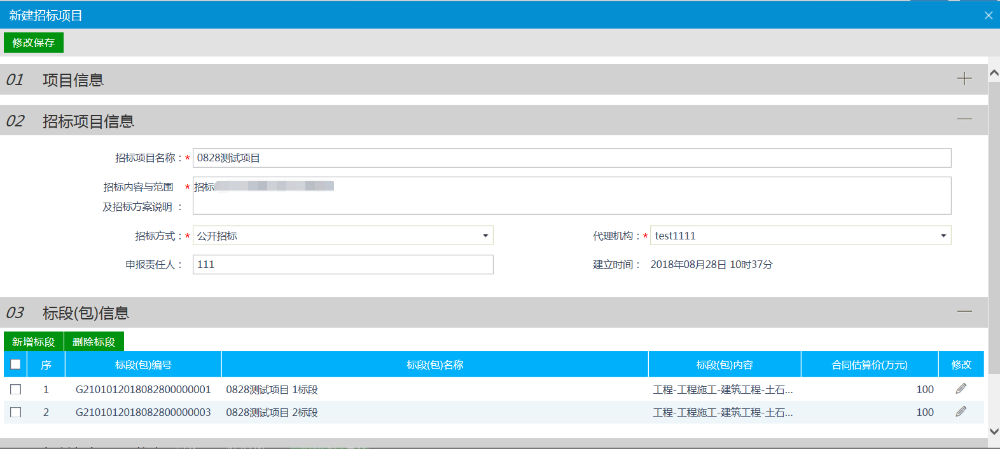 新建招标项目
修改保存
01 项目信息
02 招标项目信息
招标项目名称：* 0828测试项目
招标内容与范围 * 招标
及招标方案说明 ：
招标方式：* 公开招标 代理机构：* test1111
申报责任人： 111 建立时间： 2018年08月28日 10时37分
03 标段(包)信息
新增标段 删除标段
序 标段(包)编号 标段(包)名称 标段(包)内容 合同估算价(万元) 修改
1 G2101012018082800000001 0828测试项目 1标段 工程-工程施工-建筑工程-土石... 100
2 G2101012018082800000003 0828测试项目 2标段 工程-工程施工-建筑工程-土石... 100